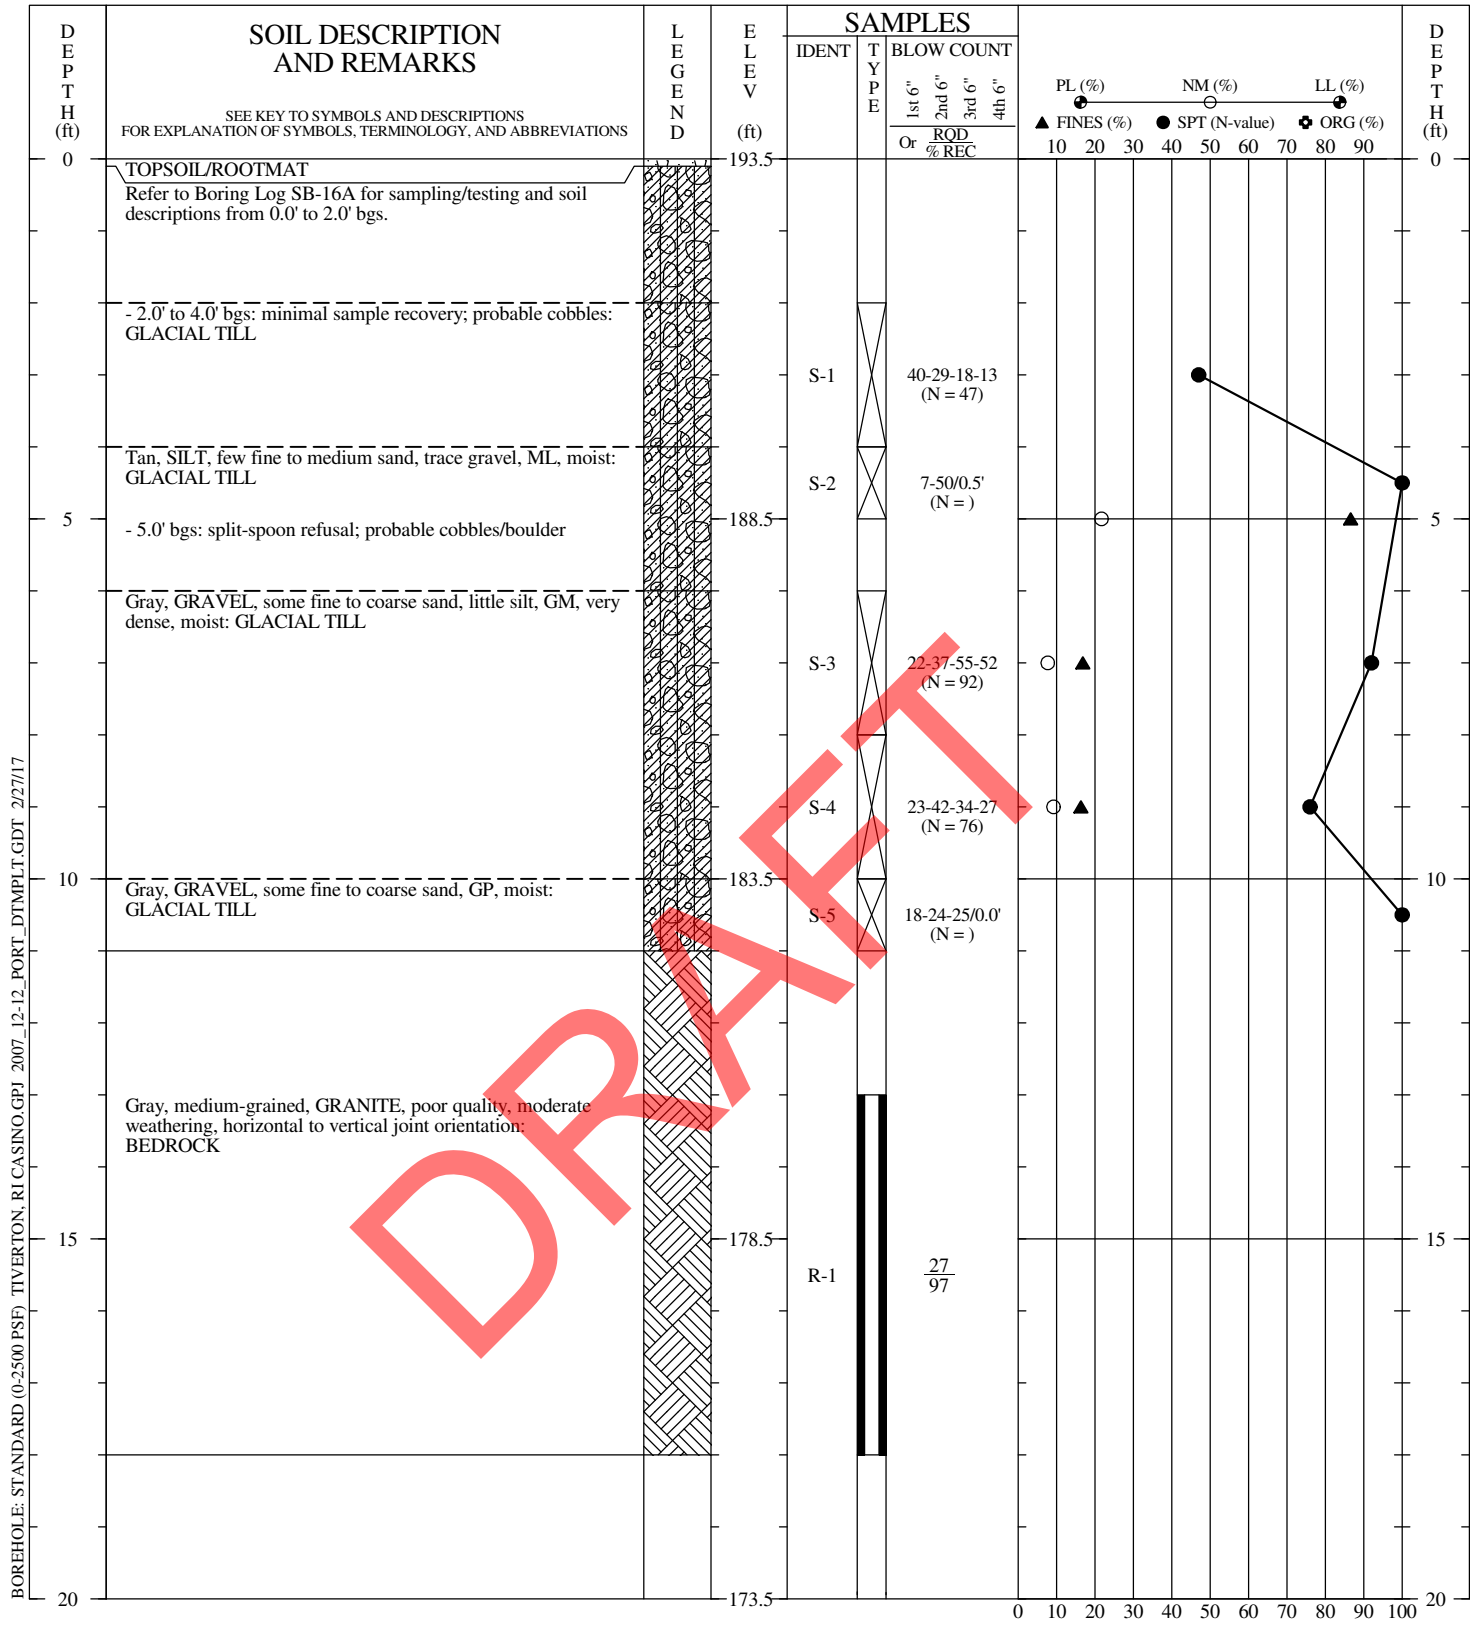 DEPTH (ft)
SOIL DESCRIPTION
AND REMARKS
SEE KEY TO SYMBOLS AND DESCRIPTIONS
FOR EXPLANATION OF SYMBOLS, TERMINOLOGY, AND ABBREVIATIONS
LEGEND
ELEV (ft)
SAMPLES
IDENT
TYPE
BLOW COUNT
1st 6"
2nd 6"
3rd 6"
4th 6"
Or RQD
% REC
PL (%) NM (%) LL (%)
FINES (%) SPT (N-value) ORG (%)
10 20 30 40 50 60 70 80 90
DEPTH (ft)
0 193.5 0
TOPSOIL/ROOTMAT
Refer to Boring Log SB-16A for sampling/testing and soil
descriptions from 0.0' to 2.0' bgs.
- 2.0' to 4.0' bgs: minimal sample recovery; probable cobbles:
GLACIAL TILL
S-1 40-29-18-13
(N = 47)
Tan, SILT, few fine to medium sand, trace gravel, ML, moist:
GLACIAL TILL
S-2 7-50/0.5'
(N = )
5 188.5 5
- 5.0' bgs: split-spoon refusal; probable cobbles/boulder
Gray, GRAVEL, some fine to coarse sand, little silt, GM, very
dense, moist: GLACIAL TILL
S-3 22-37-55-52
(N = 92)
S-4 23-42-34-27
(N = 76)
10 183.5 10
Gray, GRAVEL, some fine to coarse sand, GP, moist:
GLACIAL TILL
S-5 18-24-25/0.0'
(N = )
Gray, medium-grained, GRANITE, poor quality, moderate
weathering, horizontal to vertical joint orientation:
BEDROCK
15 178.5 15
R-1 27
97
20 173.5 20
0 10 20 30 40 50 60 70 80 90 100
DRAFT
BOREHOLE: STANDARD (0-2500 PSF) TIVERTON, RI CASINO.GPJ 2007_12-12_PORT_DTMPLT.GDT 2/27/17